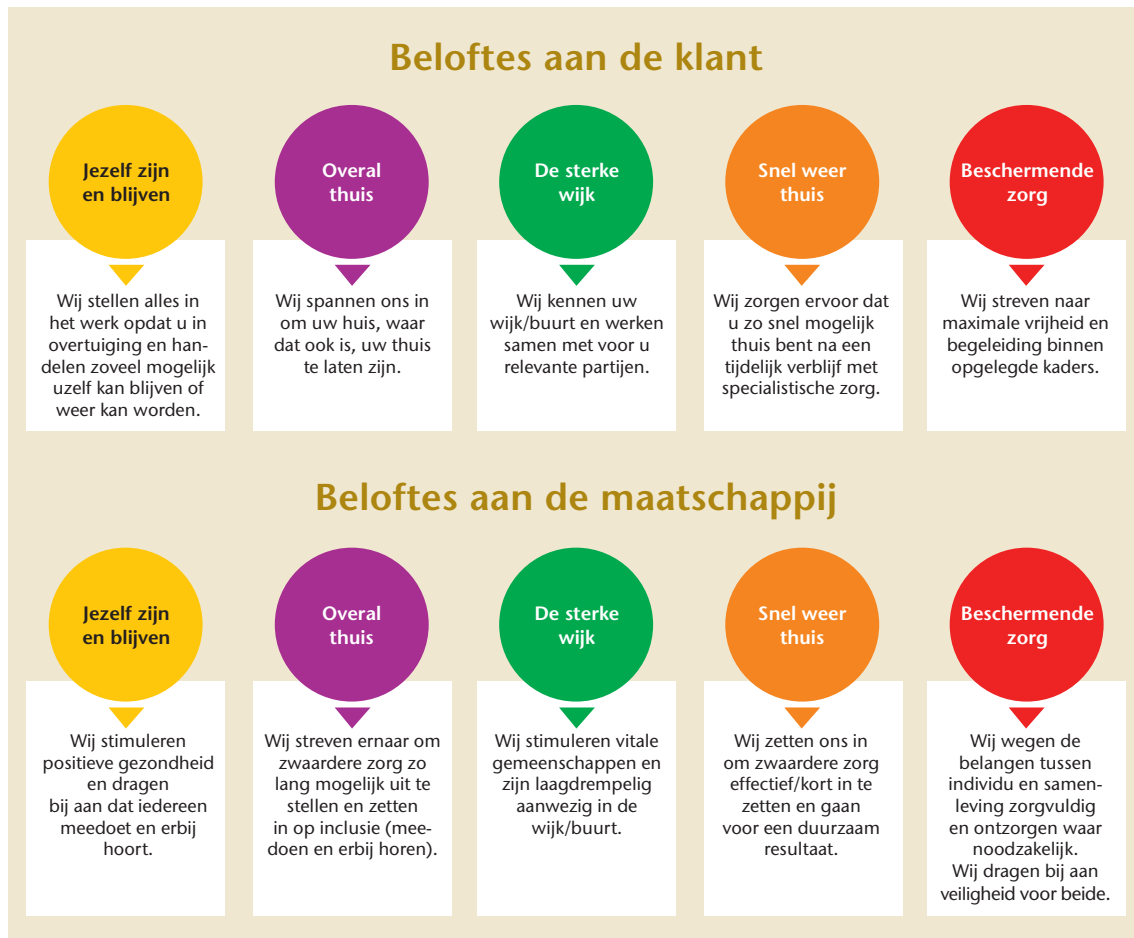 Beloftes aan de klant
Jezelf zijn
en blijven
Wij stellen alles in
het werk opdat u in
overtuiging en han-
delen zoveel mogelijk
uzelf kan blijven of
weer kan worden.
Overal
thuis
Wij spannen ons in
om uw huis, waar
dat ook is, uw thuis
te laten zijn.
De sterke
wijk
Wij kennen uw
wijk/buurt en werken
samen met voor u
relevante partijen.
Snel weer
thuis
Wij zorgen ervoor dat
u zo snel mogelijk
thuis bent na een
tijdelijk verblijf met
specialistische zorg.
Beschermende
zorg
Wij streven naar
maximale vrijheid en
begeleiding binnen
opgelegde kaders.
Beloftes aan de maatschappij
Jezelf zijn
en blijven
Wij stimuleren
positieve gezondheid
en dragen
bij aan dat iedereen
meedoet en erbij
hoort.
Overal
thuis
Wij streven ernaar om
zwaardere zorg zo
lang mogelijk uit te
stellen en zetten
in op inclusie (mee-
doen en erbij horen).
De sterke
wijk
Wij stimuleren vitale
gemeenschappen en
zijn laagdrempelig
aanwezig in de
wijk/buurt.
Snel weer
thuis
Wij zetten ons in
om zwaardere zorg
effectief/kort in te
zetten en gaan
voor een duurzaam
resultaat.
Beschermende
zorg
Wij wegen de
belangen tussen
individu en samen-
leving zorgvuldig
en ontzorgen waar
noodzakelijk.
Wij dragen bij aan
veiligheid voor beide.